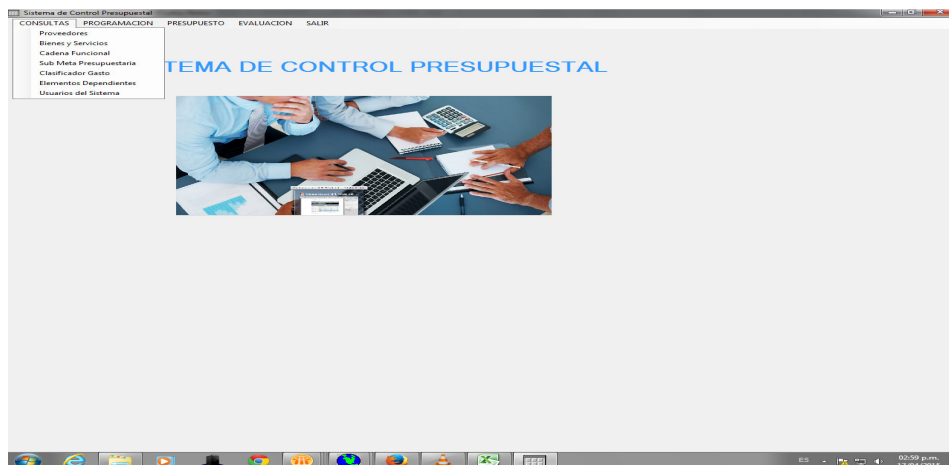 Sistema de Control Presupuestal
CONSULTAS PROGRAMACION PRESUPUESTO EVALUACION SALIR
Proveedores
Bienes y Servicios
Cadena Funcional
Sub Meta Presupuestaria
Clasificador Gasto
Elementos Dependientes
Usuarios del Sistema
TEMA DE CONTROL PRESUPUESTAL
ES
02:59 p.m.